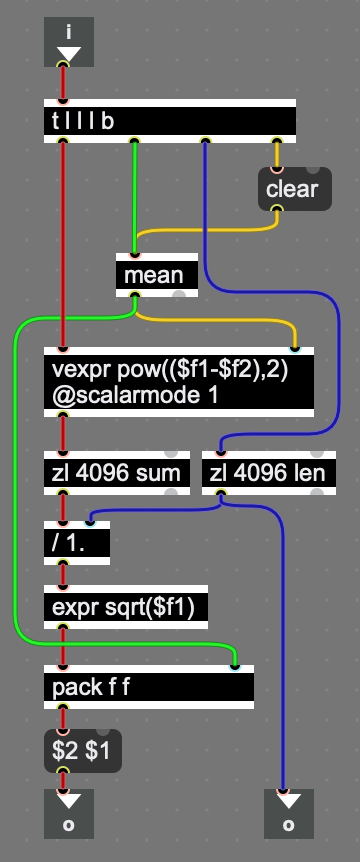 i
t l l l b
clear
mean
vexpr pow(($f1-$f2),2)
@scalarmode 1
zl 4096 sum
zl 4096 len
/ 1.
expr sqrt($f1)
pack f f
$2 $1
o
o